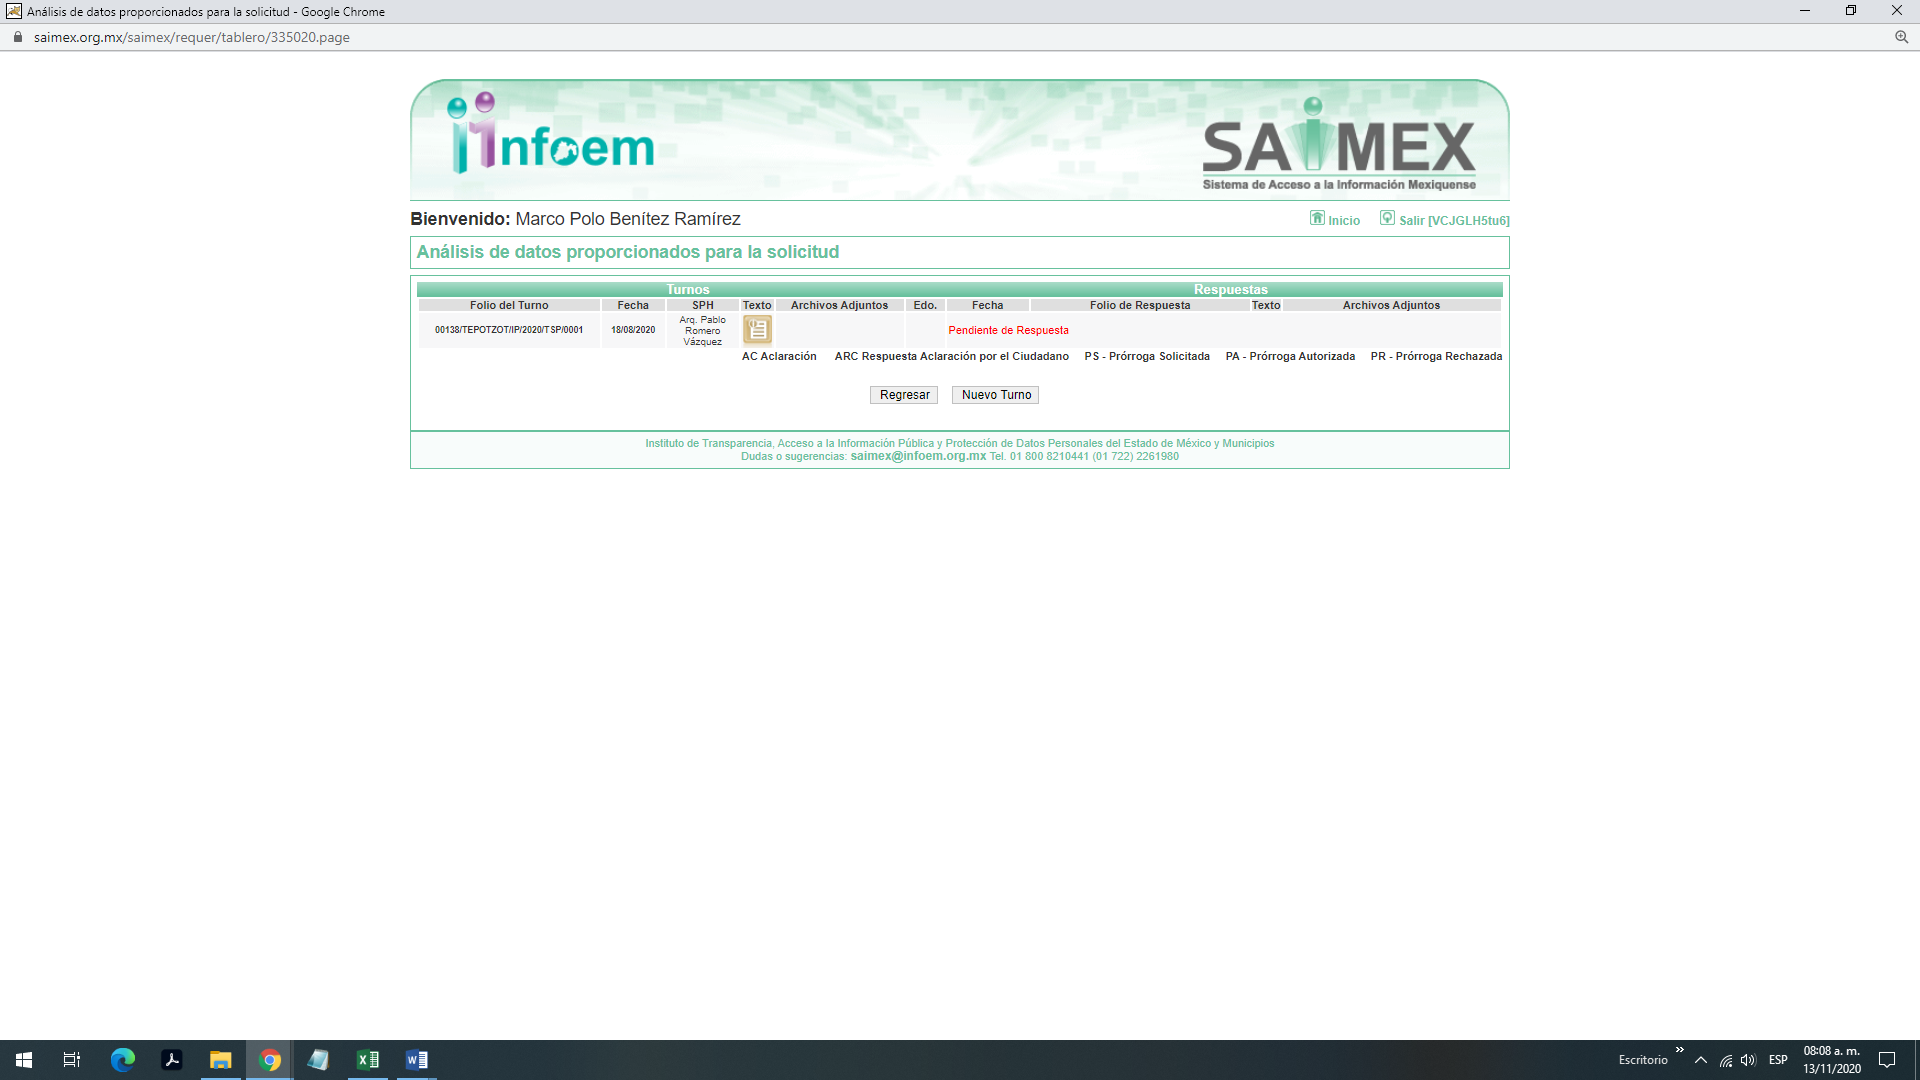 Análisis de datos proporcionados para la solicitud - Google Chrome
saimex.org.mx/saimex/requer/tablero/335020.page
infoem
SAIMEX
Sistema de Acceso a la Información Mexiquense
Bienvenido: Marco Polo Benítez Ramírez
Inicio Salir [VCJGLH5tu6]
Análisis de datos proporcionados para la solicitud
Turnos Respuestas
Folio del Turno Fecha SPH Texto Archivos Adjuntos Edo. Fecha Folio de Respuesta Texto Archivos Adjuntos
00138/TEPOTZOT/IP/2020/TSP/0001 18/08/2020 Arq. Pablo Romero Vázquez Pendiente de Respuesta
AC Aclaración ARC Respuesta Aclaración por el Ciudadano PS - Prórroga Solicitada PA - Prórroga Autorizada PR - Prórroga Rechazada
Regresar Nuevo Turno
Instituto de Transparencia, Acceso a la Información Pública y Protección de Datos Personales del Estado de México y Municipios
Dudas o sugerencias: saimex@infoem.org.mx Tel. 01 800 8210441 (01 722) 2261980
Escritorio » ESP 08:08 a. m.
13/11/2020